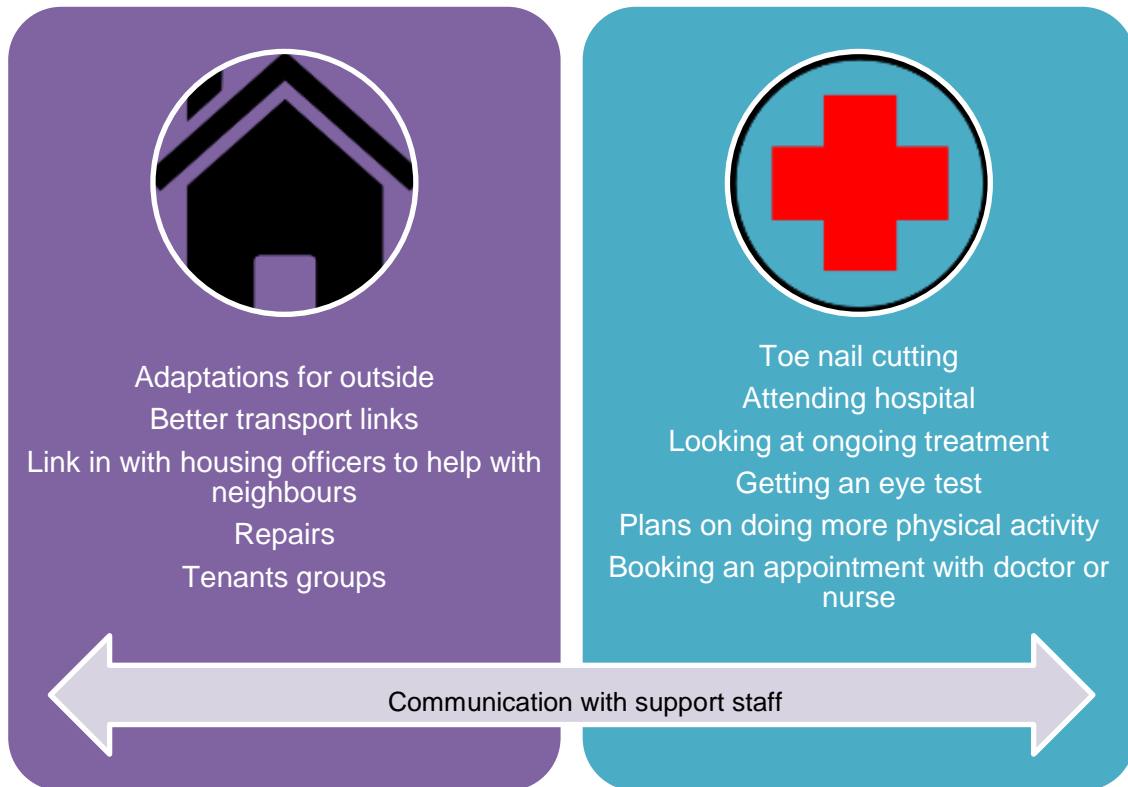 Adaptations for outside
Better transport links
Link in with housing officers to help with
neighbours
Repairs
Tenants groups
Toe nail cutting
Attending hospital
Looking at ongoing treatment
Getting an eye test
Plans on doing more physical activity
Booking an appointment with doctor or
nurse
Communication with support staff